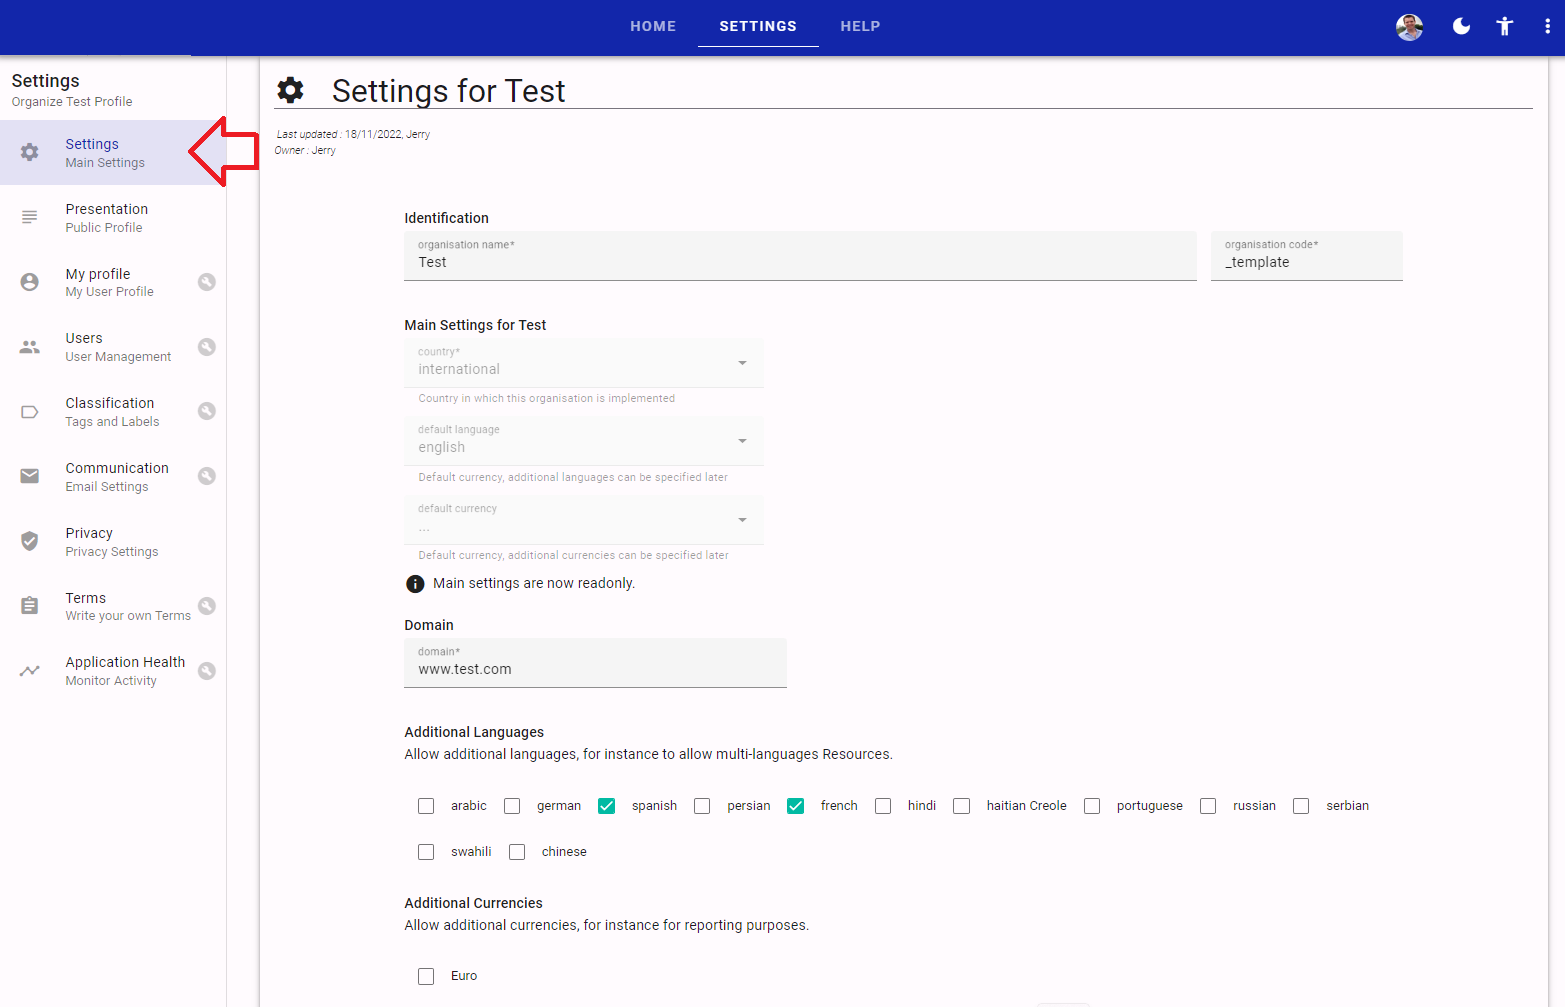 HOME SETTINGS HELP
Settings
Organize Test Profile
Settings
Main Settings
Presentation
Public Profile
My profile
My User Profile
Users
User Management
Classification
Tags and Labels
Communication
Email Settings
Privacy
Privacy Settings
Terms
Write your own Terms
Application Health
Monitor Activity
Settings for Test
Last updated : 18/11/2022, Jerry
Owner : Jerry
Identification
organisation name* organisation code*
Test _template
Main Settings for Test
country*
international
Country in which this organisation is implemented
default language
english
Default currency, additional languages can be specified later
default currency
...
Default currency, additional currencies can be specified later
Main settings are now readonly.
Domain
domain*
www.test.com
Additional Languages
Allow additional languages, for instance to allow multi-languages Resources.
arabic german spanish persian french hindi haitian Creole portuguese russian serbian
swahili chinese
Additional Currencies
Allow additional currencies, for instance for reporting purposes.
Euro